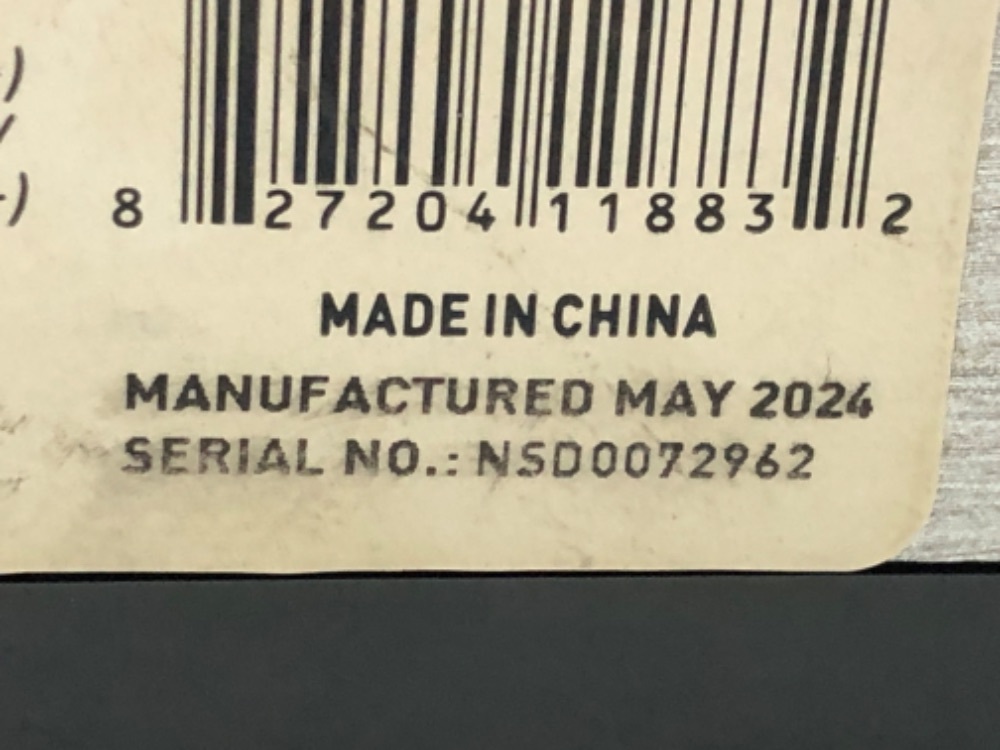 )
/
-)
8 27204 11883 2
MADE IN CHINA
MANUFACTURED MAY 2024
SERIAL NO.: NSD0072962